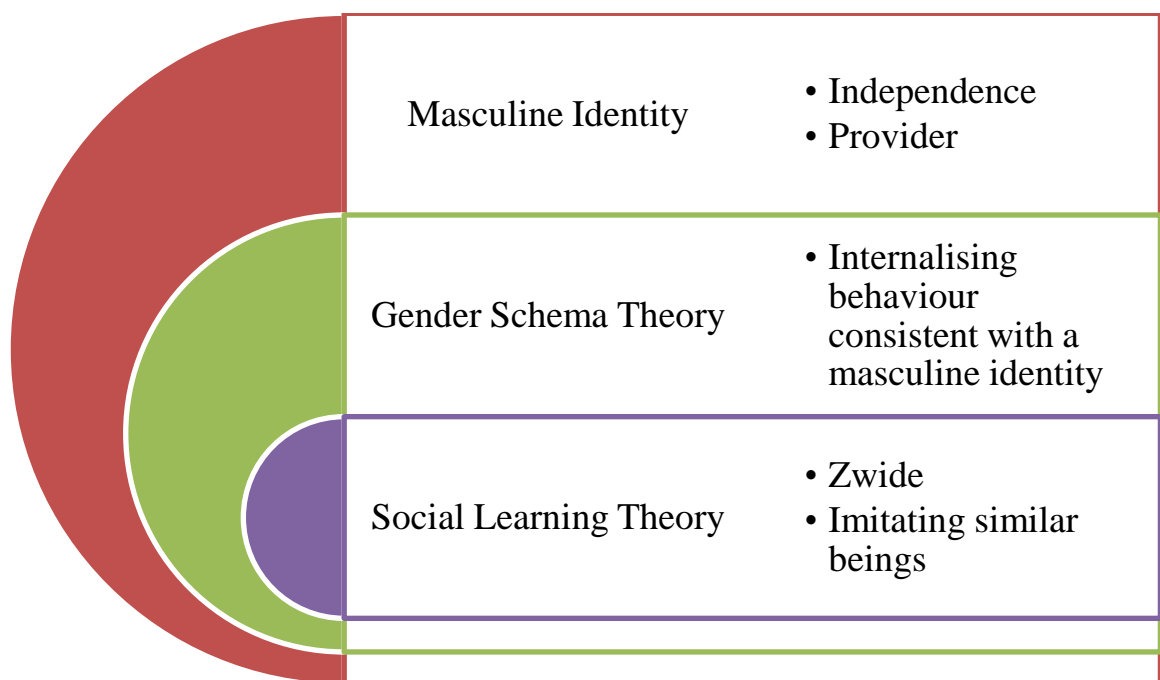 Masculine Identity
• Independence
• Provider
Gender Schema Theory
• Internalising
behaviour
consistent with a
masculine identity
Social Learning Theory
• Zwide
• Imitating similar
beings